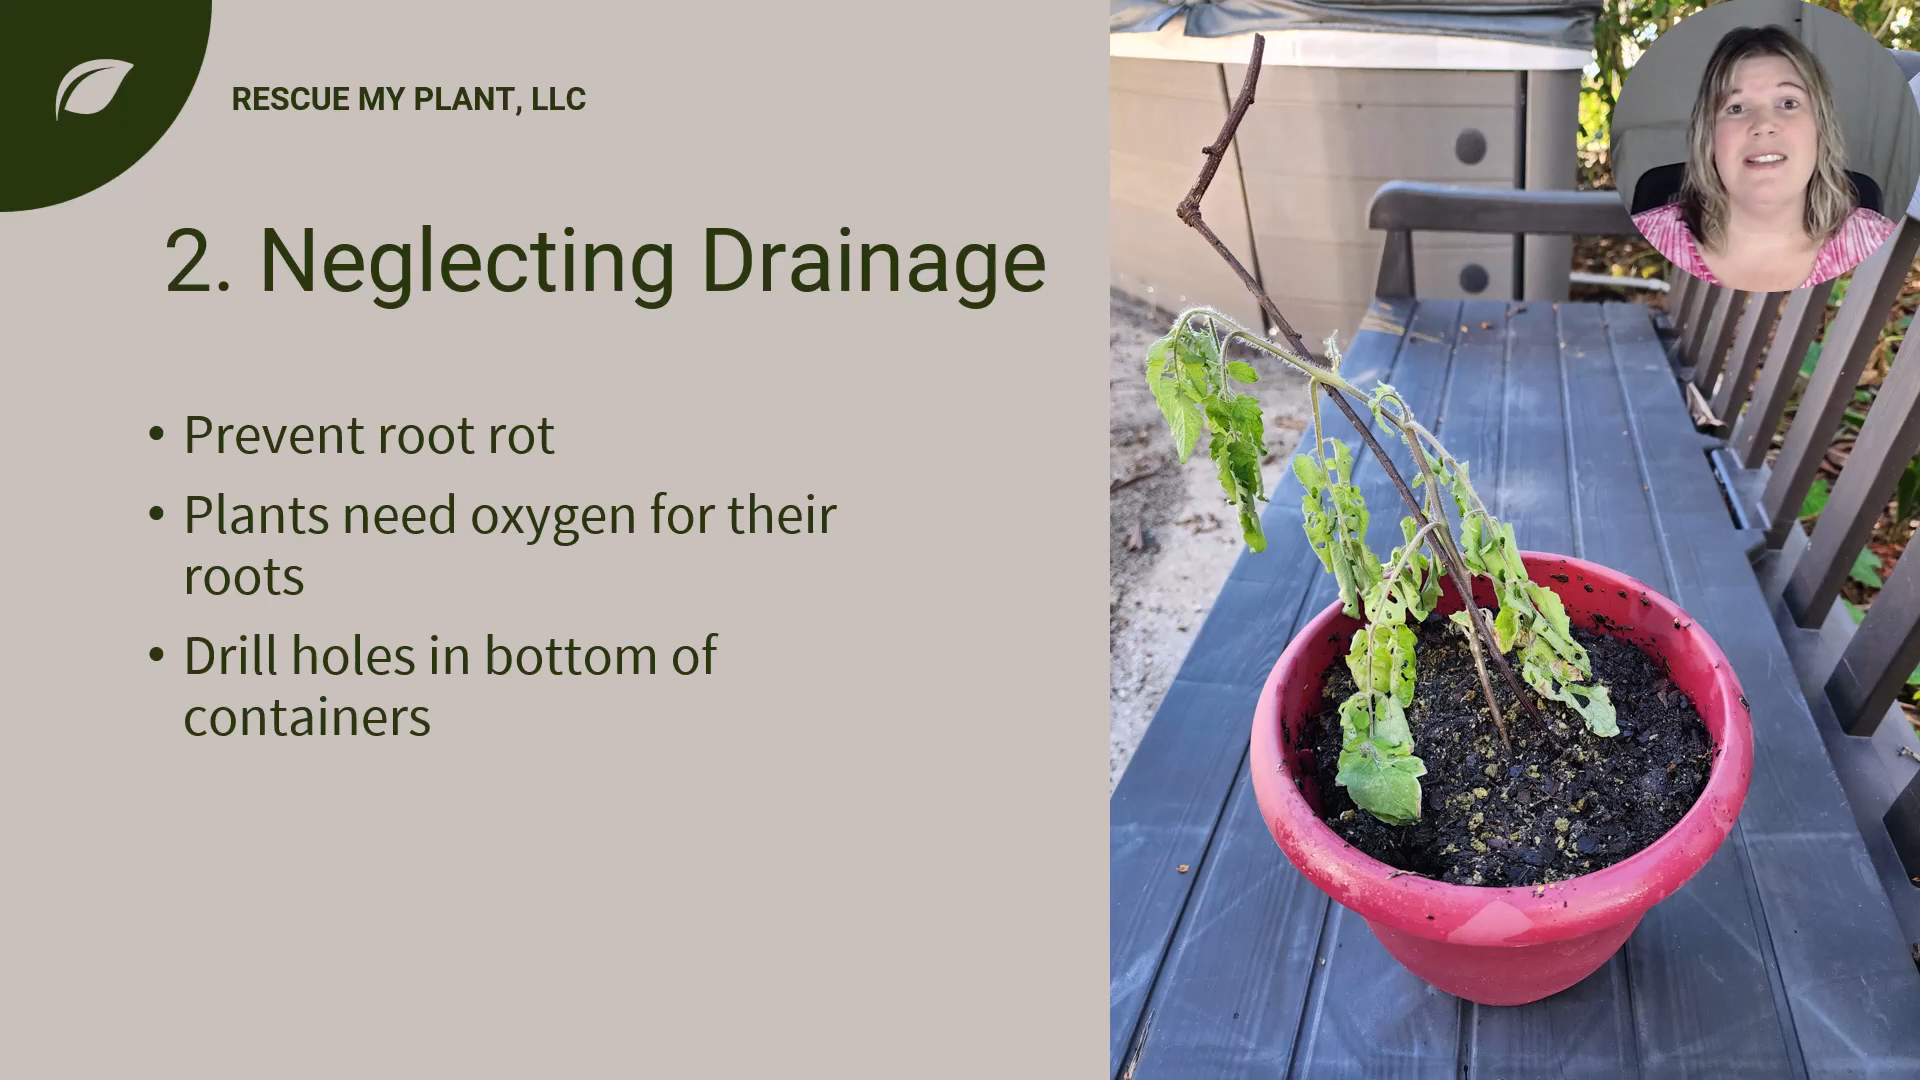 RESCUE MY PLANT, LLC
2. Neglecting Drainage
• Prevent root rot
• Plants need oxygen for their
roots
• Drill holes in bottom of
containers